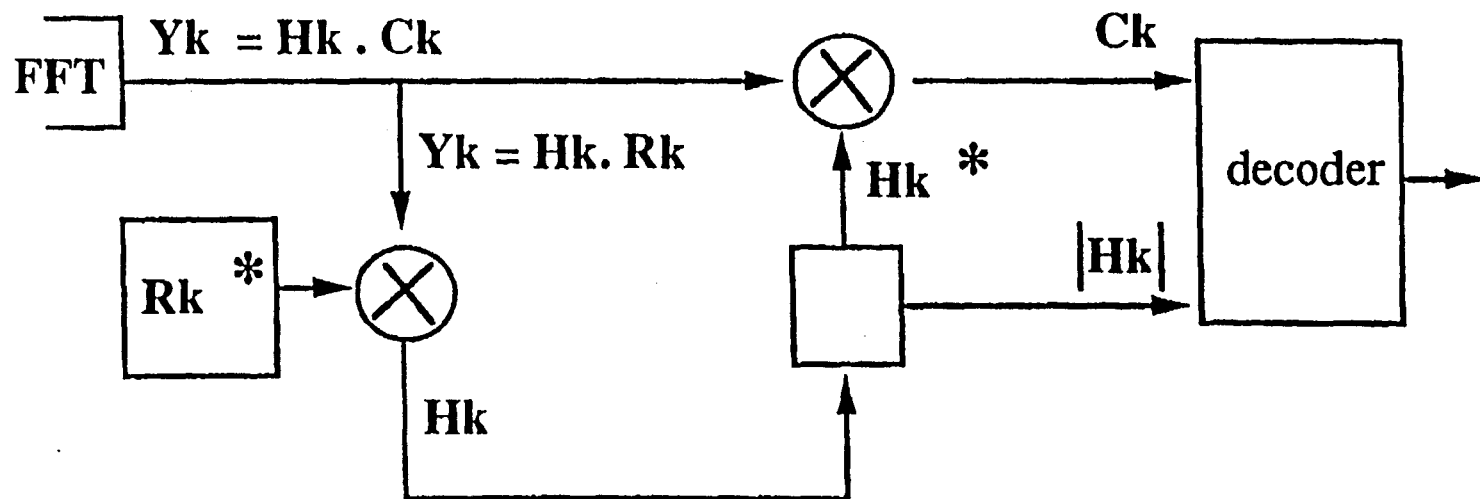 Yk = Hk . Ck
Ck
FFT
Yk = Hk. Rk
Hk *
decoder
Rk *
|Hk|
Hk